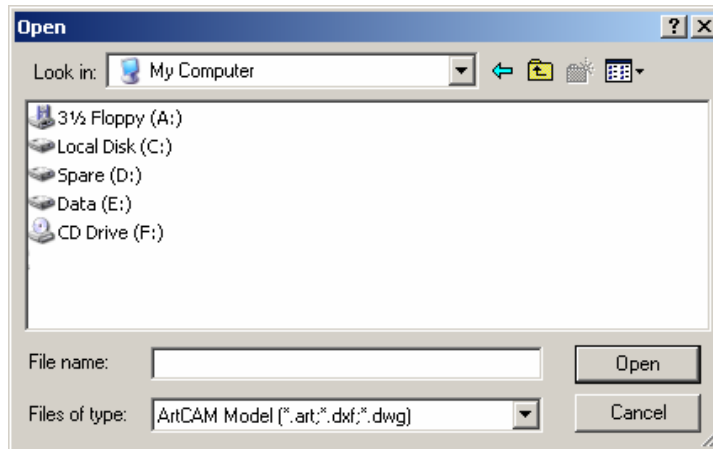 Open
Look in: My Computer
3½ Floppy (A:)
Local Disk (C:)
Spare (D:)
Data (E:)
CD Drive (F:)
File name: Open
Files of type: ArtCAM Model (*.art;*.dxf;*.dwg) Cancel